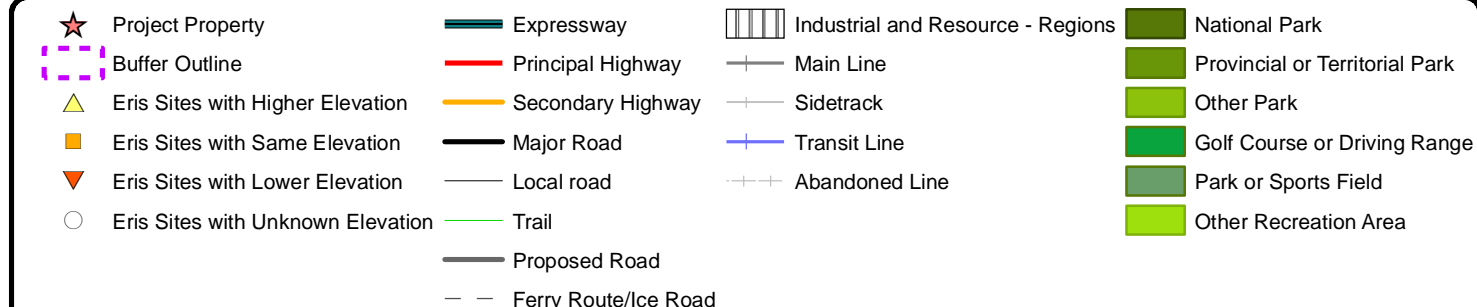 Project Property
Buffer Outline
Eris Sites with Higher Elevation
Eris Sites with Same Elevation
Eris Sites with Lower Elevation
Eris Sites with Unknown Elevation
Expressway
Principal Highway
Secondary Highway
Major Road
Local road
Trail
Proposed Road
Ferry Route/Ice Road
Industrial and Resource - Regions
Main Line
Sidetrack
Transit Line
Abandoned Line
National Park
Provincial or Territorial Park
Other Park
Golf Course or Driving Range
Park or Sports Field
Other Recreation Area